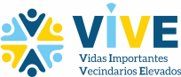 VIVE
Vidas Importantes
Vecindarios Elevados